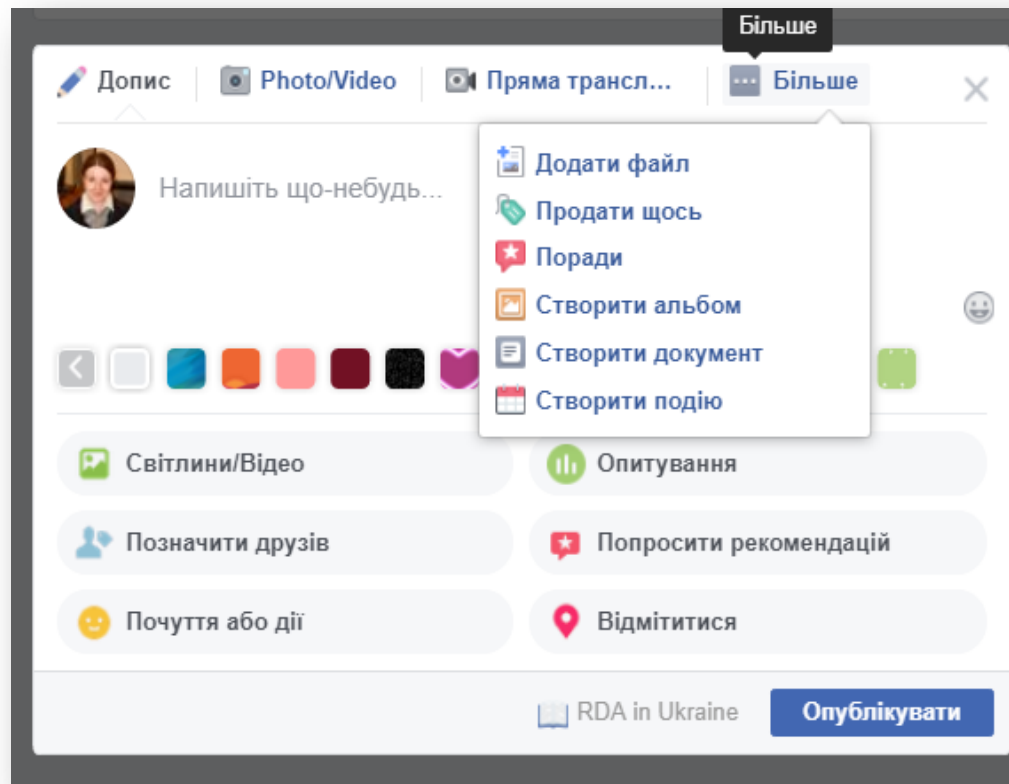 Більше
Допис Photo/Video Пряма трансл... Більше
Напишіть що-небудь...
Додати файл
Продати щось
Поради
Створити альбом
Створити документ
Створити подію
Світлини/Відео Опитування
Позначити друзів Попросити рекомендацій
Почуття або дії Відмітитися
RDA in Ukraine Опублікувати